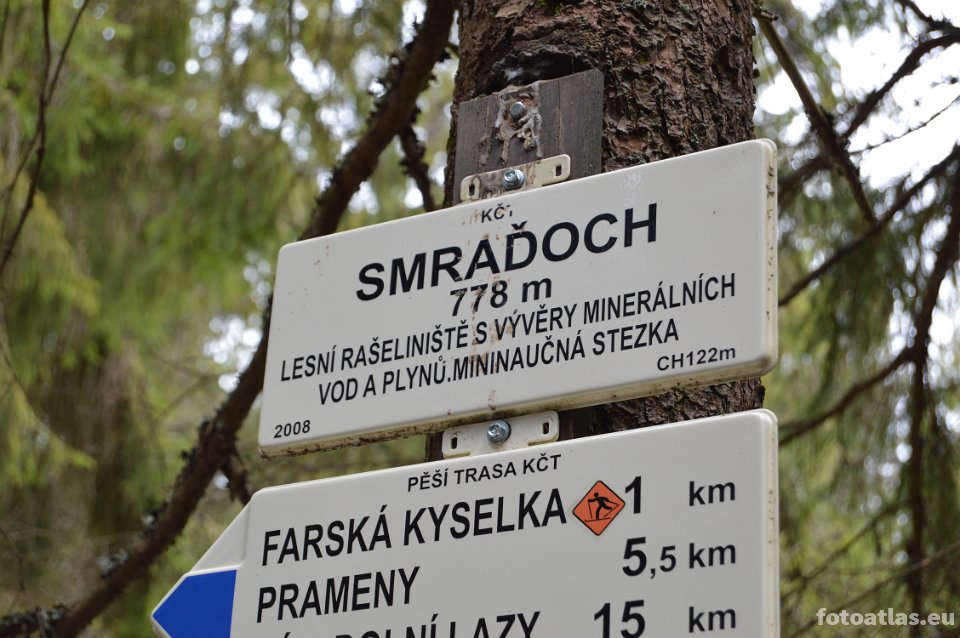 KČT
SMRAĎOCH
778 m
LESNÍ RAŠELINIŠTĚ S VÝVĚRY MINERÁLNÍCH
VOD A PLYNŮ.MININAUČNÁ STEZKA
2008 CH122m
PĚŠÍ TRASA KČT
FARSKÁ KYSELKA 1 km
PRAMENY 5,5 km
LAZY 15 km
fotoatlas.eu